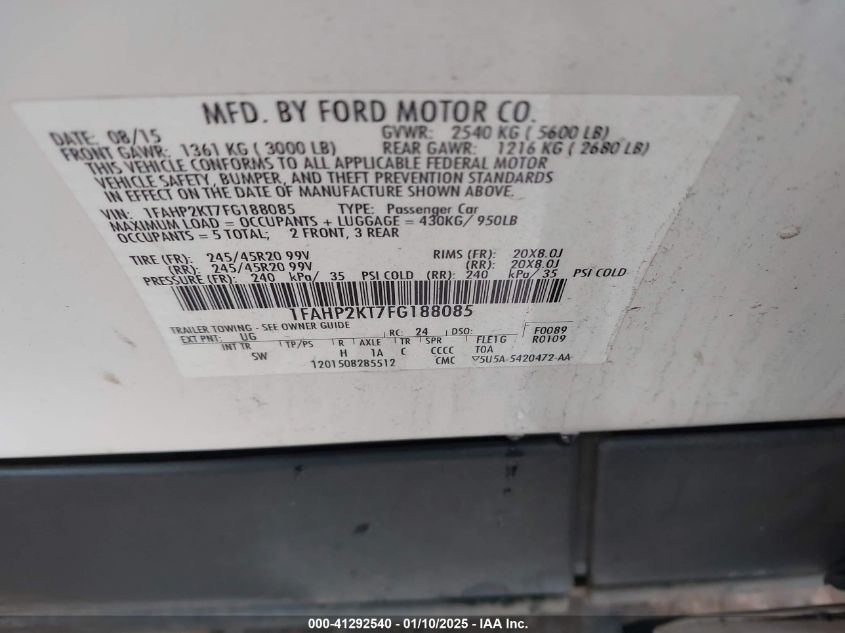 MFD. BY FORD MOTOR CO.
DATE: 08/15 GVWR: 2540 KG ( 5600 LB)
FRONT GAWR: 1361 KG ( 3000 LB) REAR GAWR: 1216 KG ( 2680 LB)
THIS VEHICLE CONFORMS TO ALL APPLICABLE FEDERAL MOTOR
VEHICLE SAFETY, BUMPER, AND THEFT PREVENTION STANDARDS
IN EFFECT ON THE DATE OF MANUFACTURE SHOWN ABOVE.
VIN: 1FAHP2KT7FG188085 TYPE: Passenger Car
MAXIMUM LOAD = OCCUPANTS + LUGGAGE = 430KG/ 950LB
OCCUPANTS = 5 TOTAL; 2 FRONT, 3 REAR
TIRE (FR): 245/45R20 99V RIMS (FR): 20X8.0J
(RR): 245/45R20 99V (RR): 20X8.0J
PRESSURE (FR): 240 kPa/ 35 PSI COLD (RR): 240 kPa/ 35 PSI COLD
1FAHP2KT7FG188085
TRAILER TOWING - SEE OWNER GUIDE
EXT PNT: UG RC: 24 DSO: F0089
INT TR TP/PS R AXLE TR SPR FLE1G R0109
SW H 1A C CCCC TOA
1201508285512 CMC ▽5U5A-5420472-AA
000-41292540 - 01/10/2025 - IAA Inc.